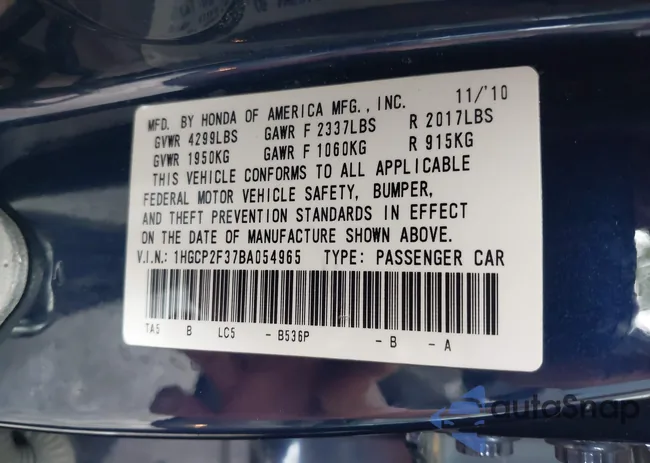 MFD. BY HONDA OF AMERICA MFG., INC. 11/'10
GVWR 4299LBS GAWR F 2337LBS R 2017LBS
GVWR 1950KG GAWR F 1060KG R 915KG
THIS VEHICLE CONFORMS TO ALL APPLICABLE
FEDERAL MOTOR VEHICLE SAFETY, BUMPER,
AND THEFT PREVENTION STANDARDS IN EFFECT
ON THE DATE OF MANUFACTURE SHOWN ABOVE.
V.I.N.: 1HGCP2F37BA054965 TYPE: PASSENGER CAR
TA5 B LC5 - B536P - B - A
autoSnap